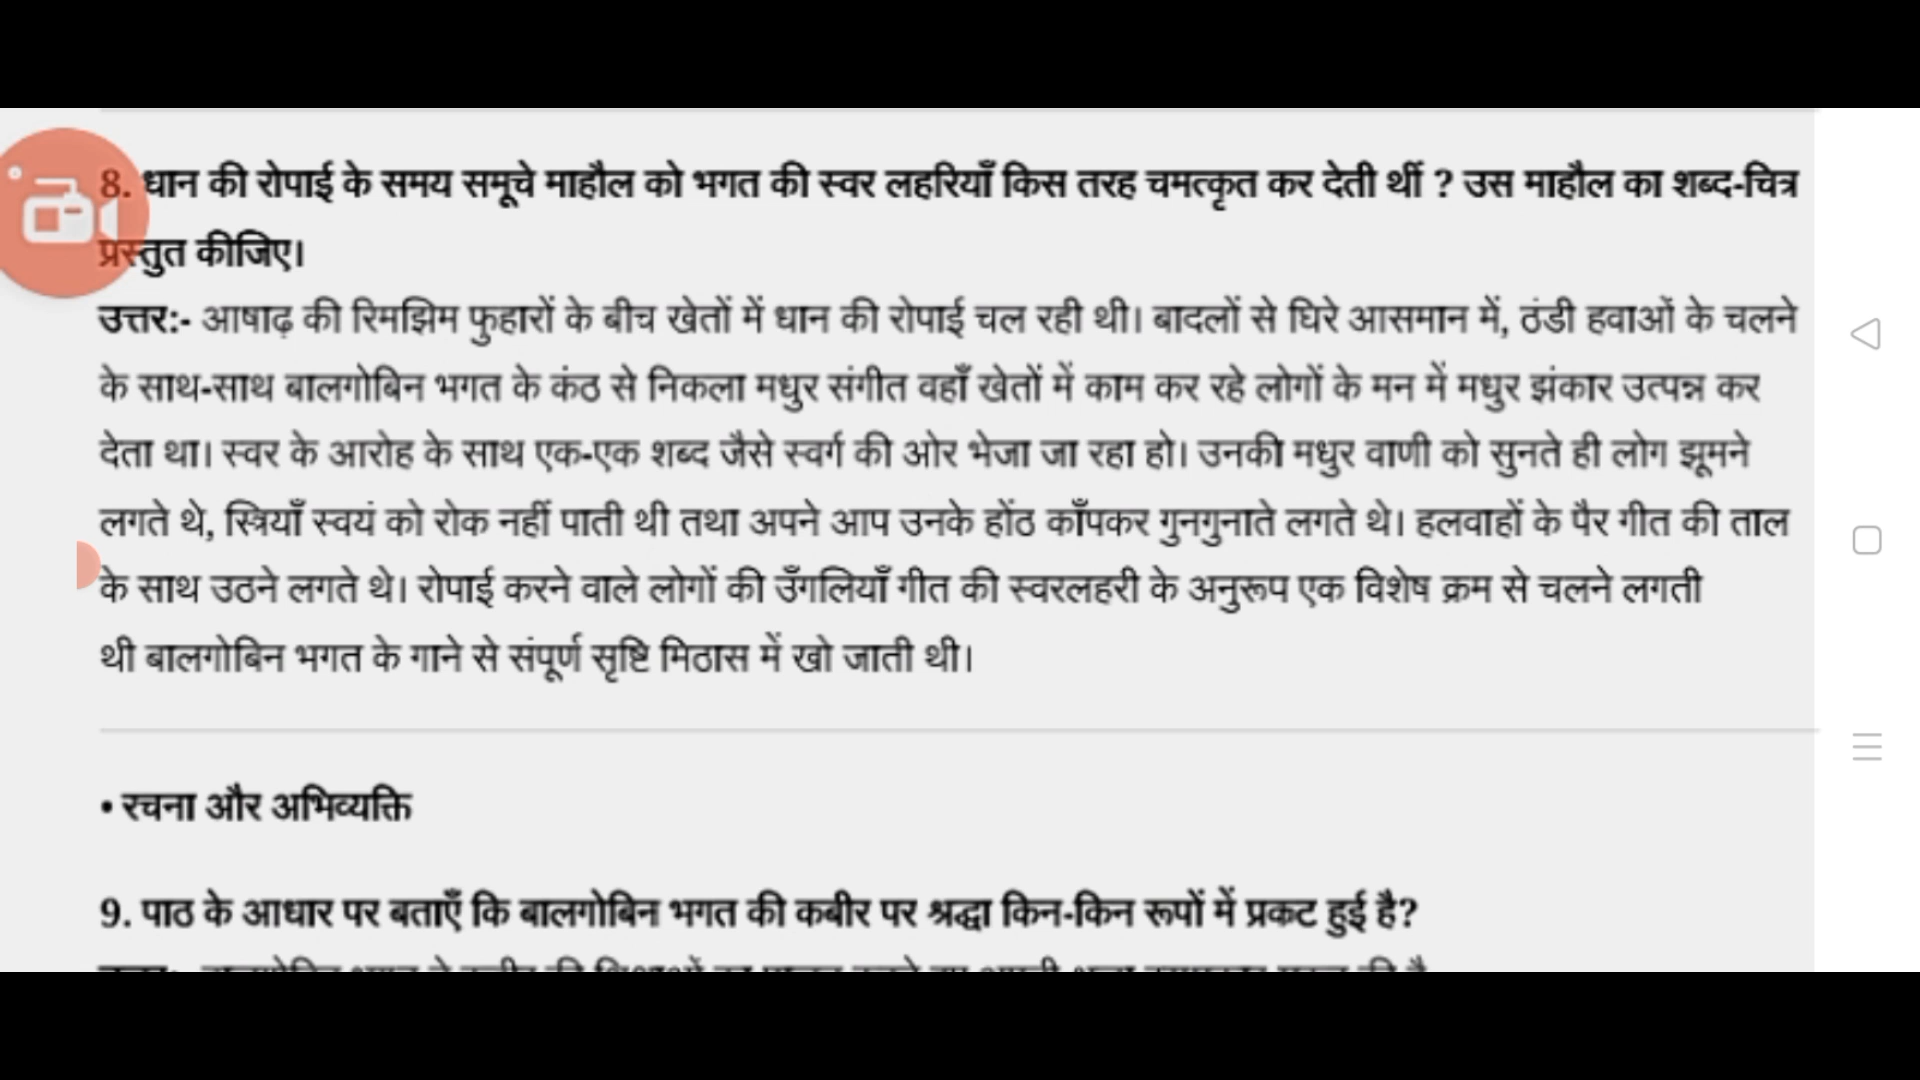 8. धान की रोपाई के समय समूचे माहौल को भगत की स्वर लहरियाँ किस तरह चमत्कृत कर देती थीं ? उस माहौल का शब्द-चित्र
प्रस्तुत कीजिए।
उत्तर:- आषाढ़ की रिमझिम फुहारों के बीच खेतों में धान की रोपाई चल रही थी। बादलों से घिरे आसमान में, ठंडी हवाओं के चलने
के साथ-साथ बालगोबिन भगत के कंठ से निकला मधुर संगीत वहाँ खेतों में काम कर रहे लोगों के मन में मधुर झंकार उत्पन्न कर
देता था। स्वर के आरोह के साथ एक-एक शब्द जैसे स्वर्ग की ओर भेजा जा रहा हो। उनकी मधुर वाणी को सुनते ही लोग झूमने
लगते थे, स्त्रियाँ स्वयं को रोक नहीं पाती थी तथा अपने आप उनके होंठ काँपकर गुनगुनाते लगते थे। हलवाहों के पैर गीत की ताल
के साथ उठने लगते थे। रोपाई करने वाले लोगों की उँगलियाँ गीत की स्वरलहरी के अनुरूप एक विशेष क्रम से चलने लगती
थी बालगोबिन भगत के गाने से संपूर्ण सृष्टि मिठास में खो जाती थी।
• रचना और अभिव्यक्ति
9. पाठ के आधार पर बताएँ कि बालगोबिन भगत की कबीर पर श्रद्धा किन-किन रूपों में प्रकट हुई है?